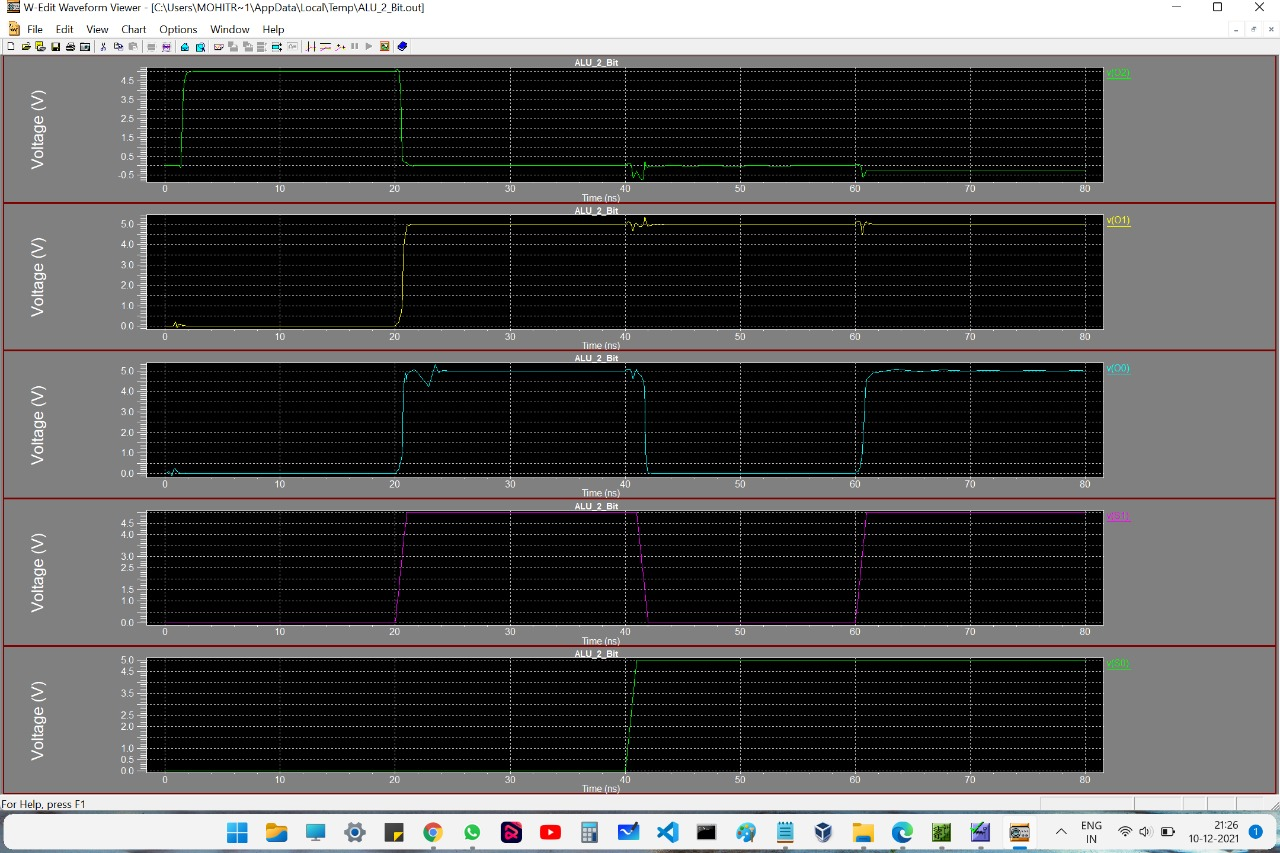 W-Edit Waveform Viewer - [C:\Users\MOHITR~1\AppData\Local\Temp\ALU_2_Bit.out]
File Edit View Chart Options Window Help
ALU_2_Bit
Voltage (V)
4.5
3.5
2.5
1.5
0.5
-0.5
v(O2)
0 10 20 30 40 50 60 70 80
Time (ns)
ALU_2_Bit
Voltage (V)
5.0
4.0
3.0
2.0
1.0
0.0
v(O1)
0 10 20 30 40 50 60 70 80
Time (ns)
ALU_2_Bit
Voltage (V)
5.0
4.0
3.0
2.0
1.0
0.0
v(O0)
0 10 20 30 40 50 60 70 80
Time (ns)
ALU_2_Bit
Voltage (V)
4.5
4.0
3.0
2.5
1.5
1.0
0.0
v(S1)
0 10 20 30 40 50 60 70 80
Time (ns)
ALU_2_Bit
Voltage (V)
5.0
4.5
3.5
2.5
2.0
1.0
0.5
0.0
v(S0)
0 10 20 30 40 50 60 70 80
Time (ns)
For Help, press F1
ENG
IN
21:26
10-12-2021
1